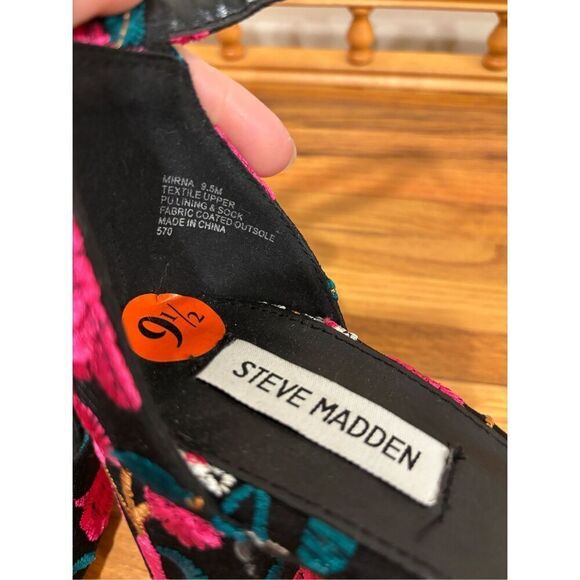 MIRNA 9.5M
TEXTILE UPPER
PU LINING & SOCK
FABRIC COATED OUTSOLE
MADE IN CHINA
570
9 1/2
STEVE MADDEN